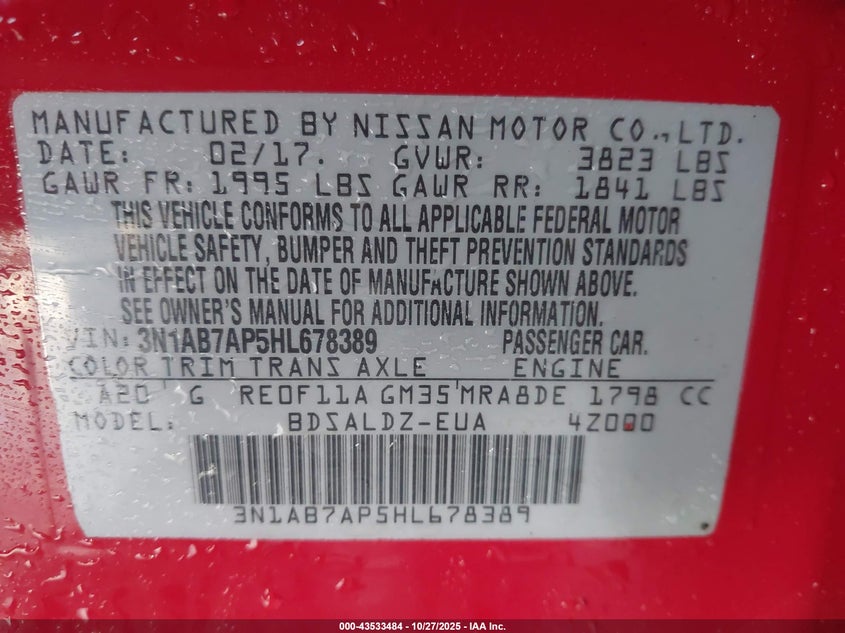 MANUFACTURED BY NISSAN MOTOR CO., LTD.
DATE: 02/17. GVWR: 3823 LBS
GAWR FR: 1995 LBS GAWR RR: 1841 LBS
THIS VEHICLE CONFORMS TO ALL APPLICABLE FEDERAL MOTOR
VEHICLE SAFETY, BUMPER AND THEFT PREVENTION STANDARDS
IN EFFECT ON THE DATE OF MANUFACTURE SHOWN ABOVE.
SEE OWNER'S MANUAL FOR ADDITIONAL INFORMATION.
VIN: 3N1AB7AP5HL678389 PASSENGER CAR.
COLOR TRIM TRANS AXLE ENGINE
A20 G RE0F11A GM35 MRA8DE 1798 CC
MODEL: BDSALDZ-EUA 4Z000
3N1AB7AP5HL678389
000-43533484 | 10/27/2025 - IAA Inc.